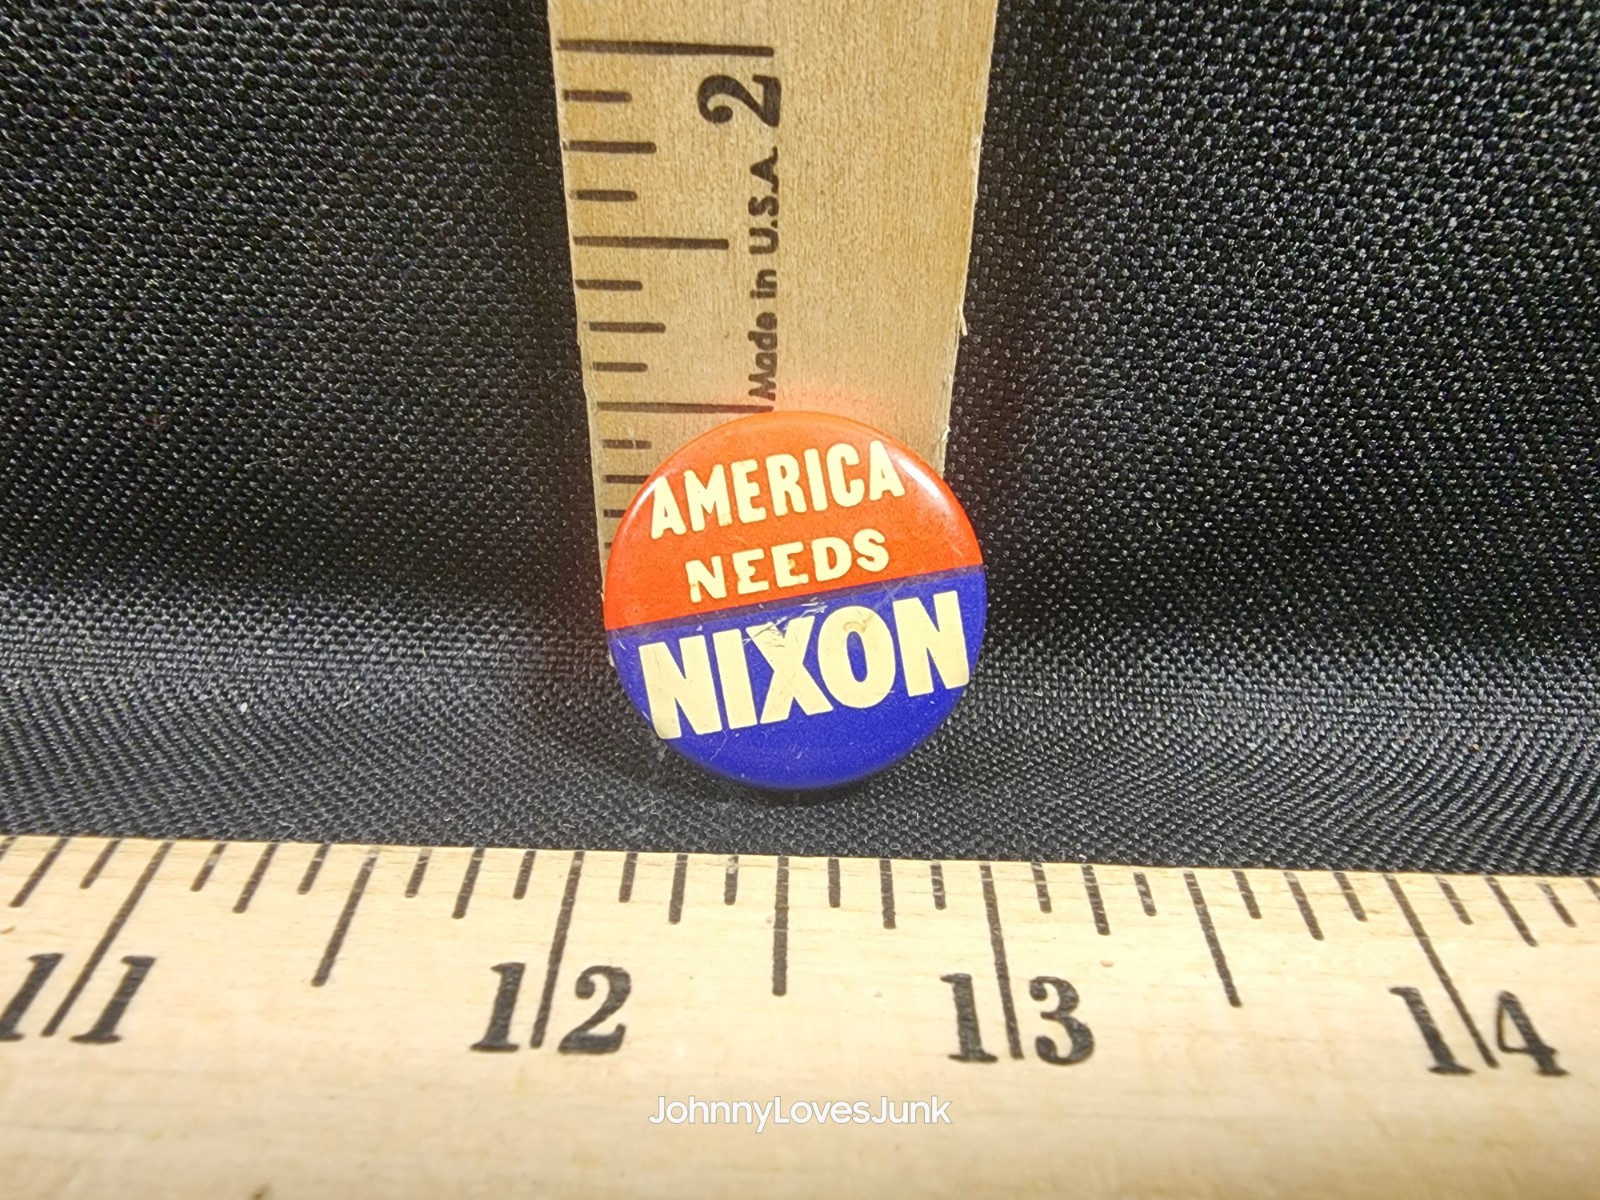 2
Made in U.S.A.
AMERICA
NEEDS
NIXON
11 12 13 14
JohnnyLovesJunk